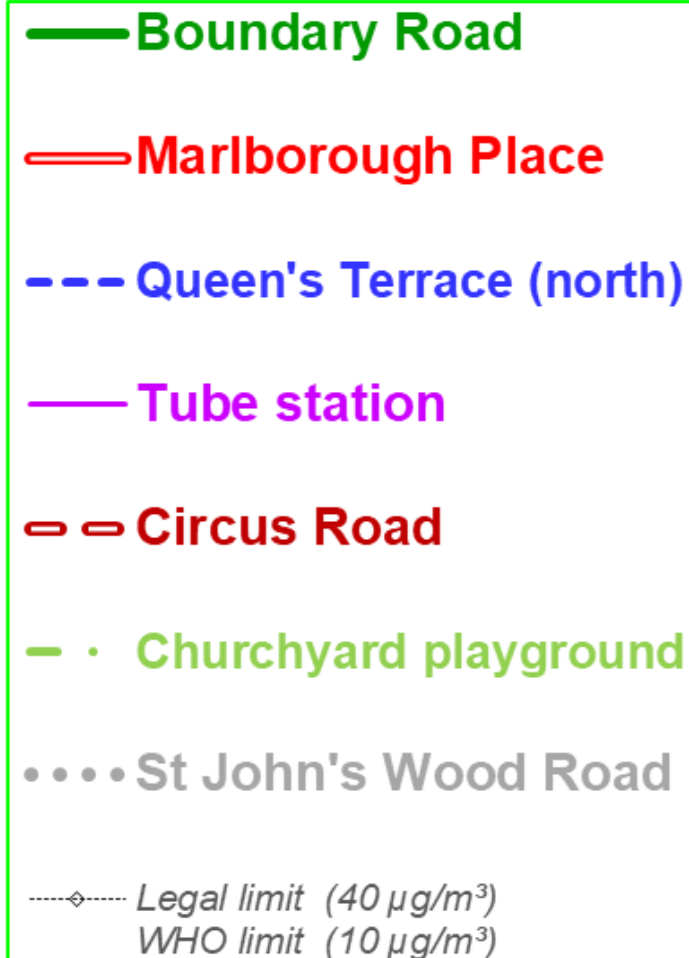 Boundary Road
Marlborough Place
Queen's Terrace (north)
Tube station
Circus Road
Churchyard playground
St John's Wood Road
Legal limit (40 µg/m³)
WHO limit (10 µg/m³)